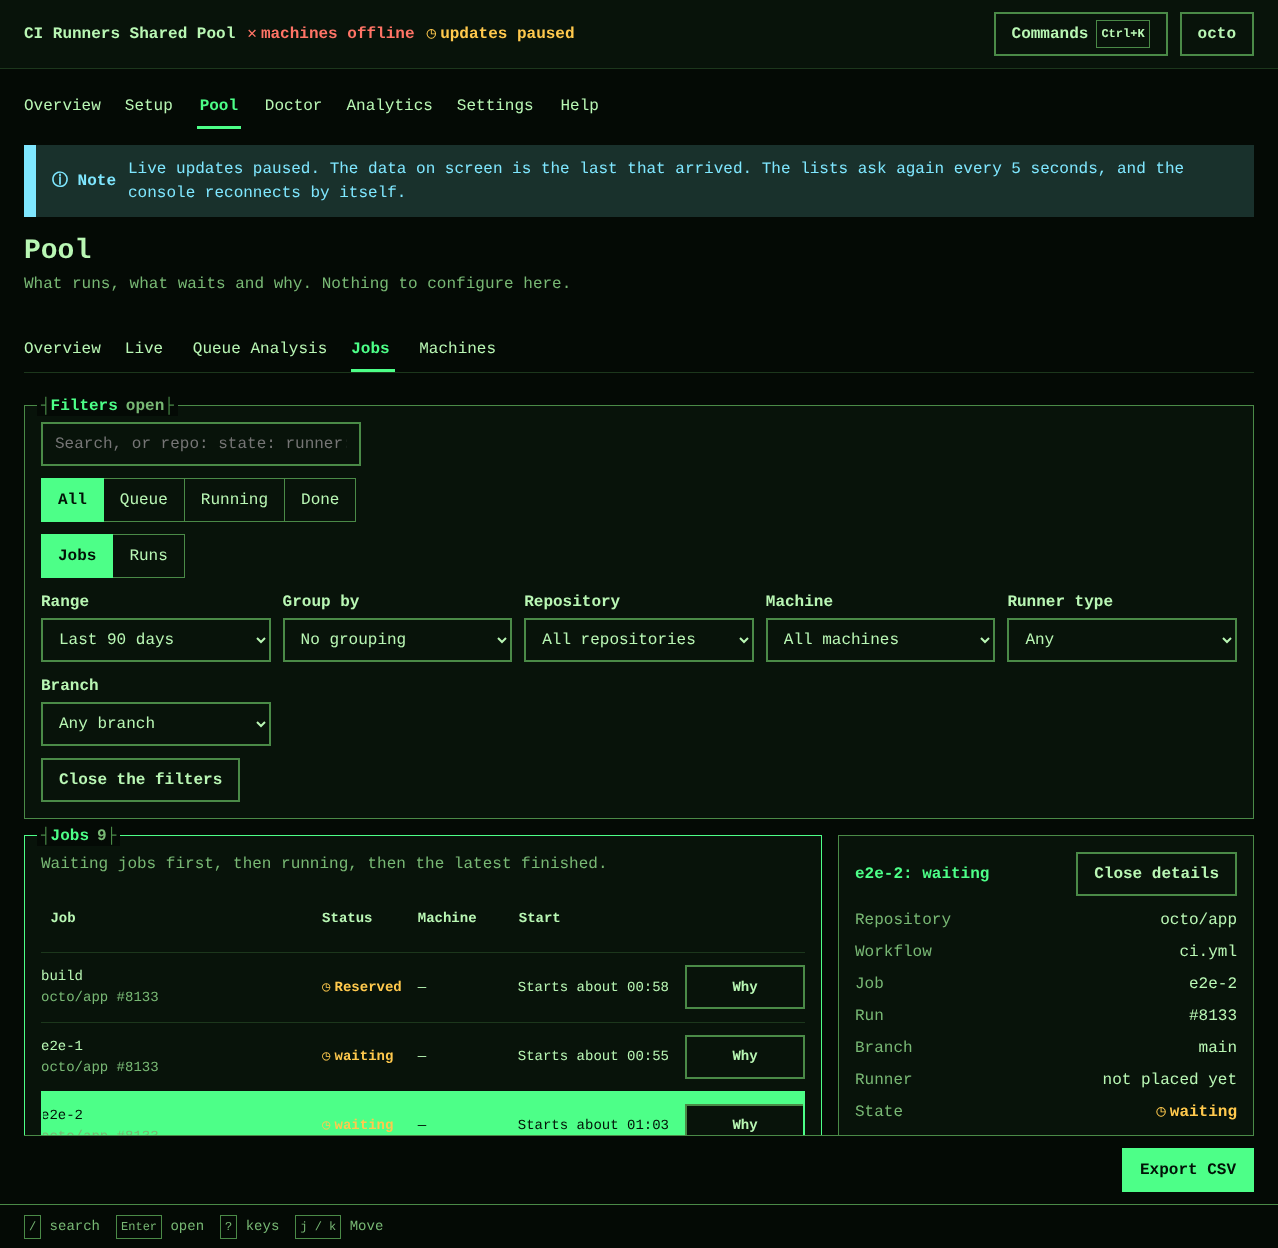 CI Runners Shared Pool ✕ machines offline ◷ updates paused Commands Ctrl+K octo
Overview Setup Pool Doctor Analytics Settings Help
ⓘ Note Live updates paused. The data on screen is the last that arrived. The lists ask again every 5 seconds, and the
console reconnects by itself.
Pool
What runs, what waits and why. Nothing to configure here.
Overview Live Queue Analysis Jobs Machines
Filters open
Search, or repo: state: runner
All Queue Running Done
Jobs Runs
Range Group by Repository Machine Runner type
Last 90 days No grouping All repositories All machines Any
Branch
Any branch
Close the filters
Jobs 9
Waiting jobs first, then running, then the latest finished.
Job Status Machine Start
build
octo/app #8133
◷ Reserved — Starts about 00:58 Why
e2e-1
octo/app #8133
◷ waiting — Starts about 00:55 Why
e2e-2
octo/app #8133
◷ waiting — Starts about 01:03 Why
e2e-2: waiting Close details
Repository octo/app
Workflow ci.yml
Job e2e-2
Run #8133
Branch main
Runner not placed yet
State ◷ waiting
Export CSV
/ search Enter open ? keys j / k Move